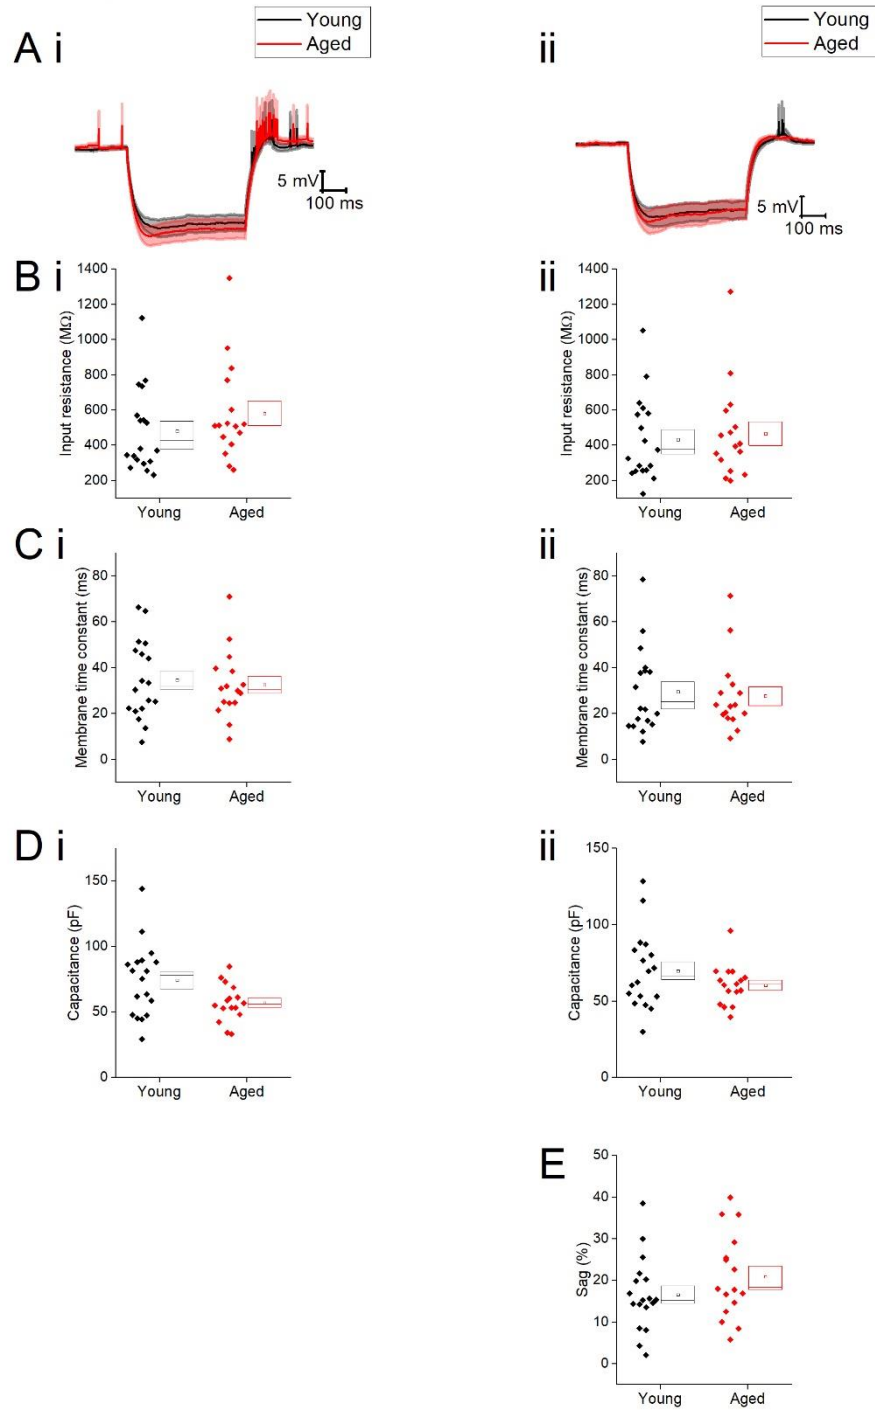 Young
Aged
Young
Aged
A i
ii
5 mV
100 ms
5 mV
100 ms
B i
ii
Input resistance (MΩ)
1400
1200
1000
800
600
400
200
Young
Aged
Input resistance (MΩ)
1400
1200
1000
800
600
400
200
Young
Aged
C i
ii
Membrane time constant (ms)
80
60
40
20
0
Young
Aged
Membrane time constant (ms)
80
60
40
20
0
Young
Aged
D i
ii
Capacitance (pF)
150
100
50
0
Young
Aged
Capacitance (pF)
150
100
50
0
Young
Aged
E
Sag (%)
50
40
30
20
10
0
Young
Aged